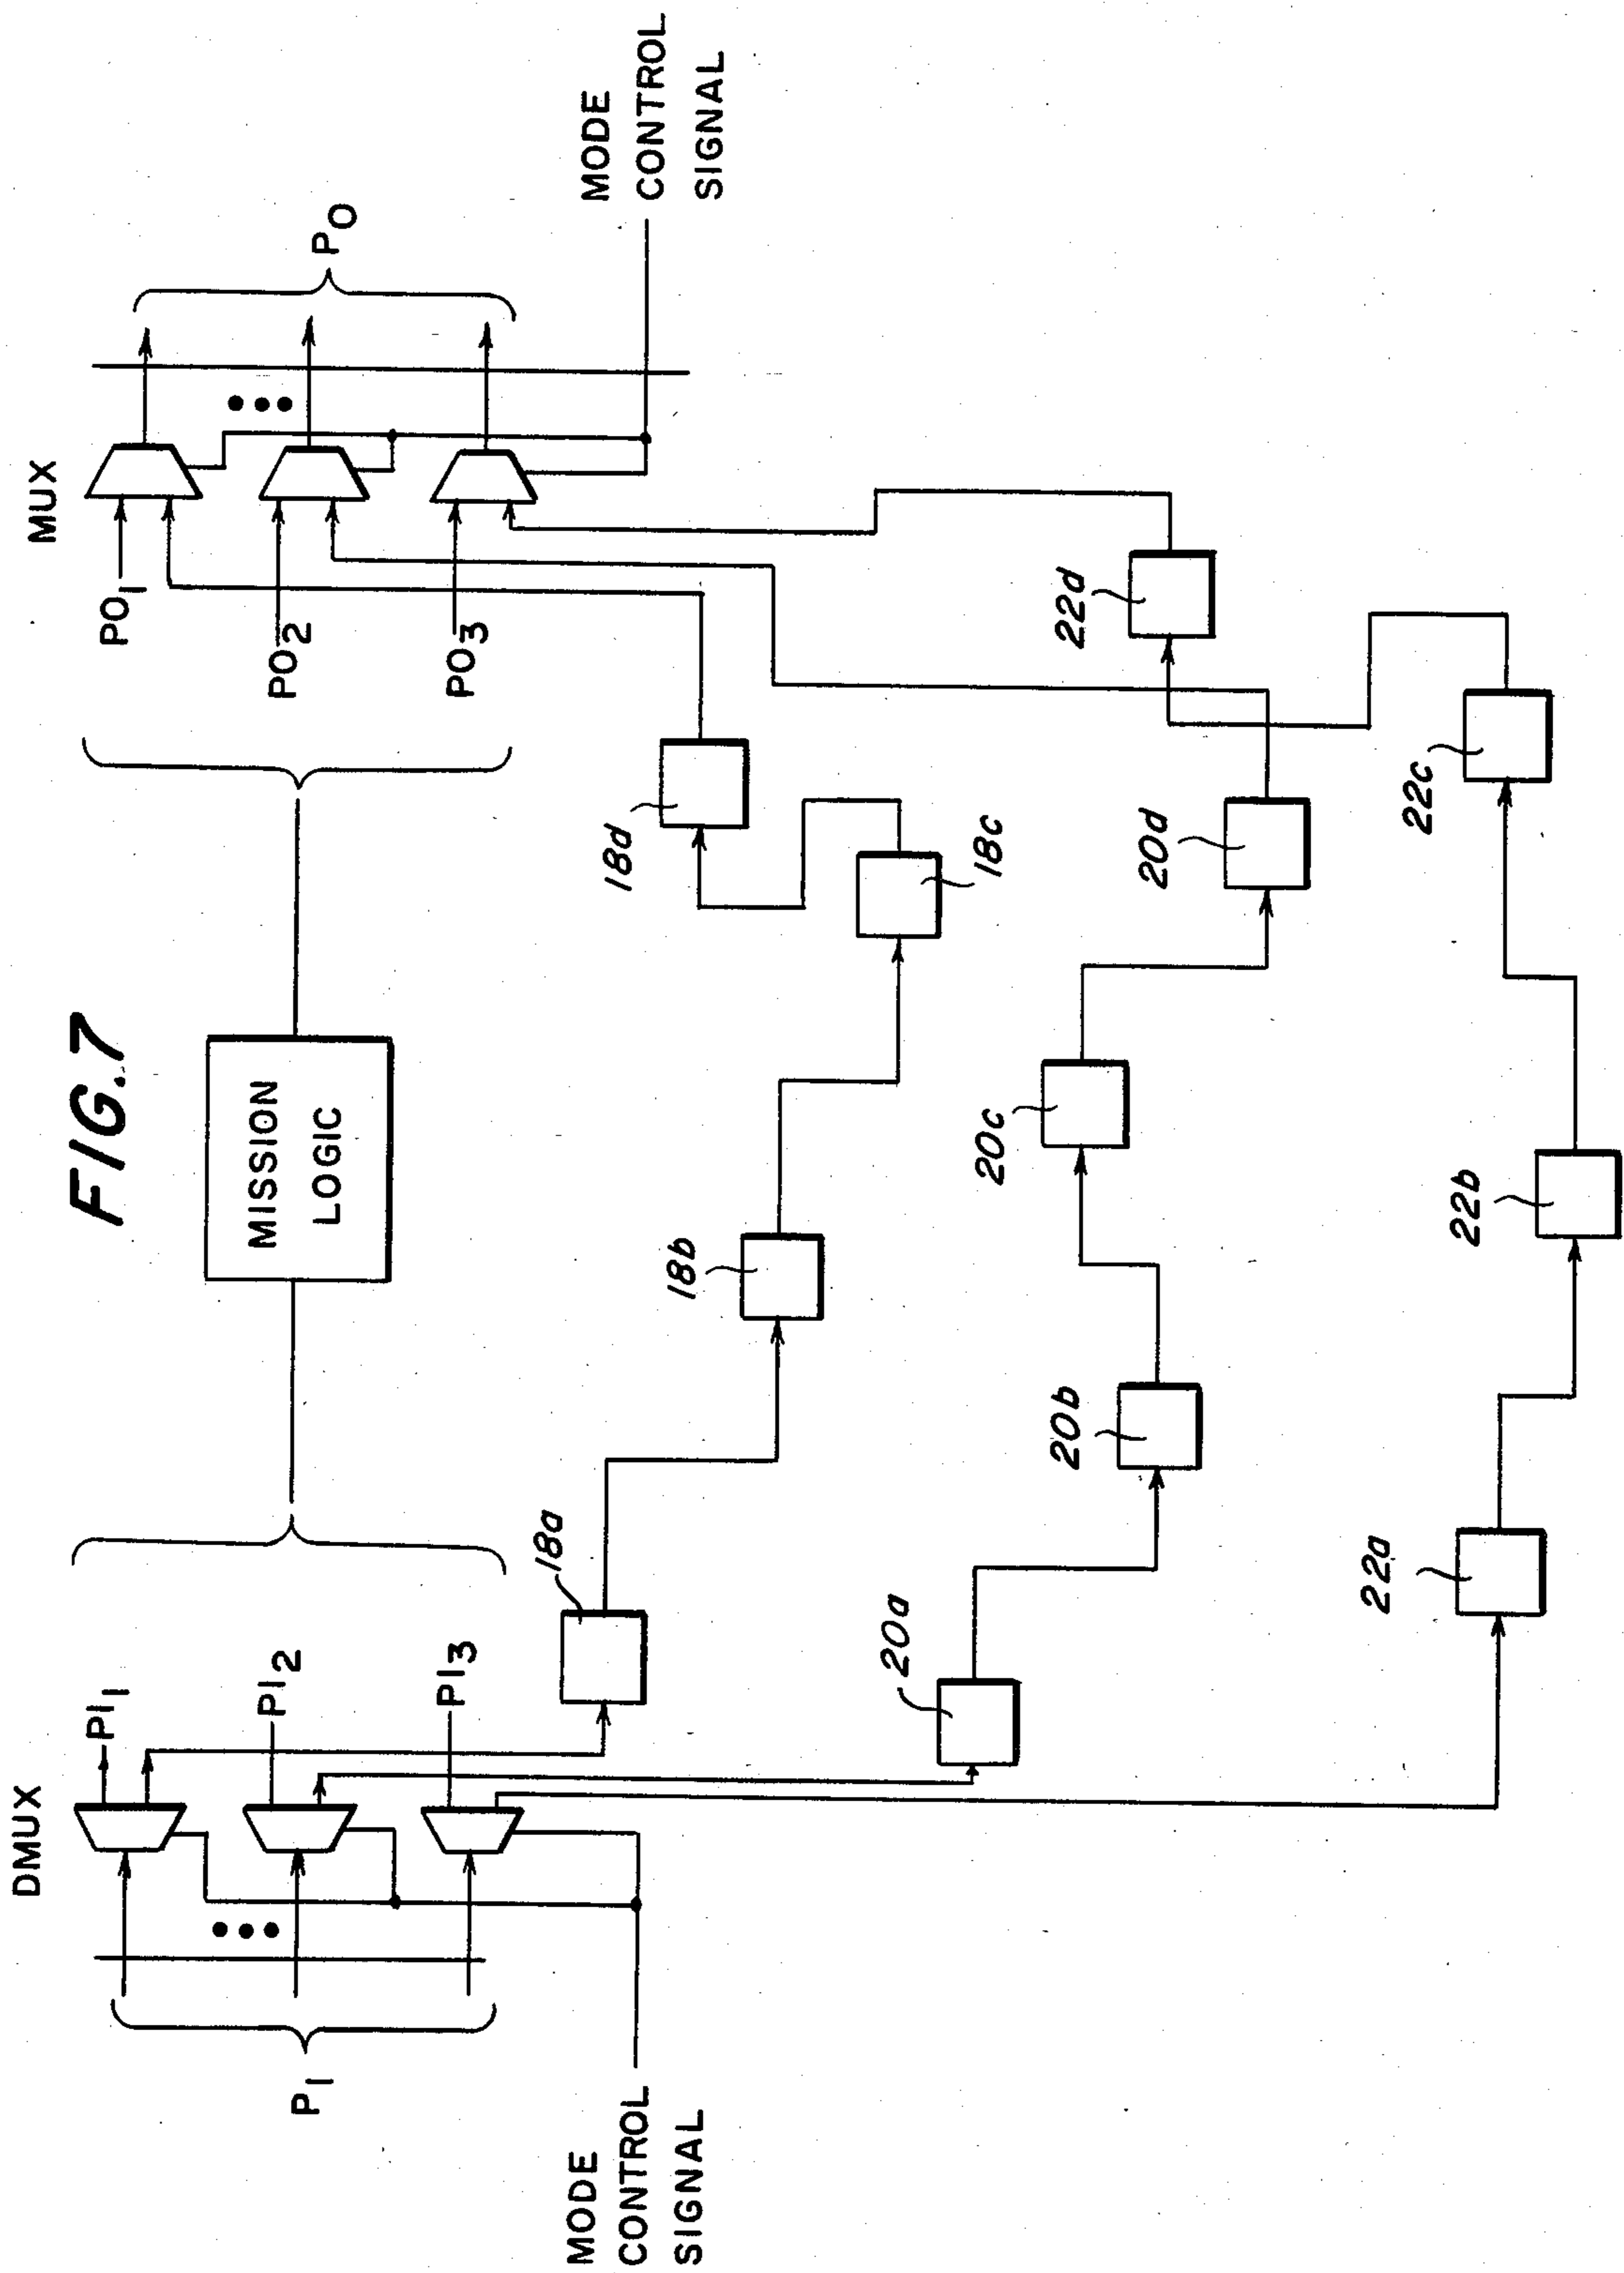 FIG.7
DMUX
MUX
PI1
PI2
PI3
PI
MODE
CONTROL
SIGNAL
MISSION
LOGIC
PO1
PO2
PO3
PO
MODE
CONTROL
SIGNAL
18a
18b
18c
18d
20a
20b
20c
20d
22a
22b
22c
22d